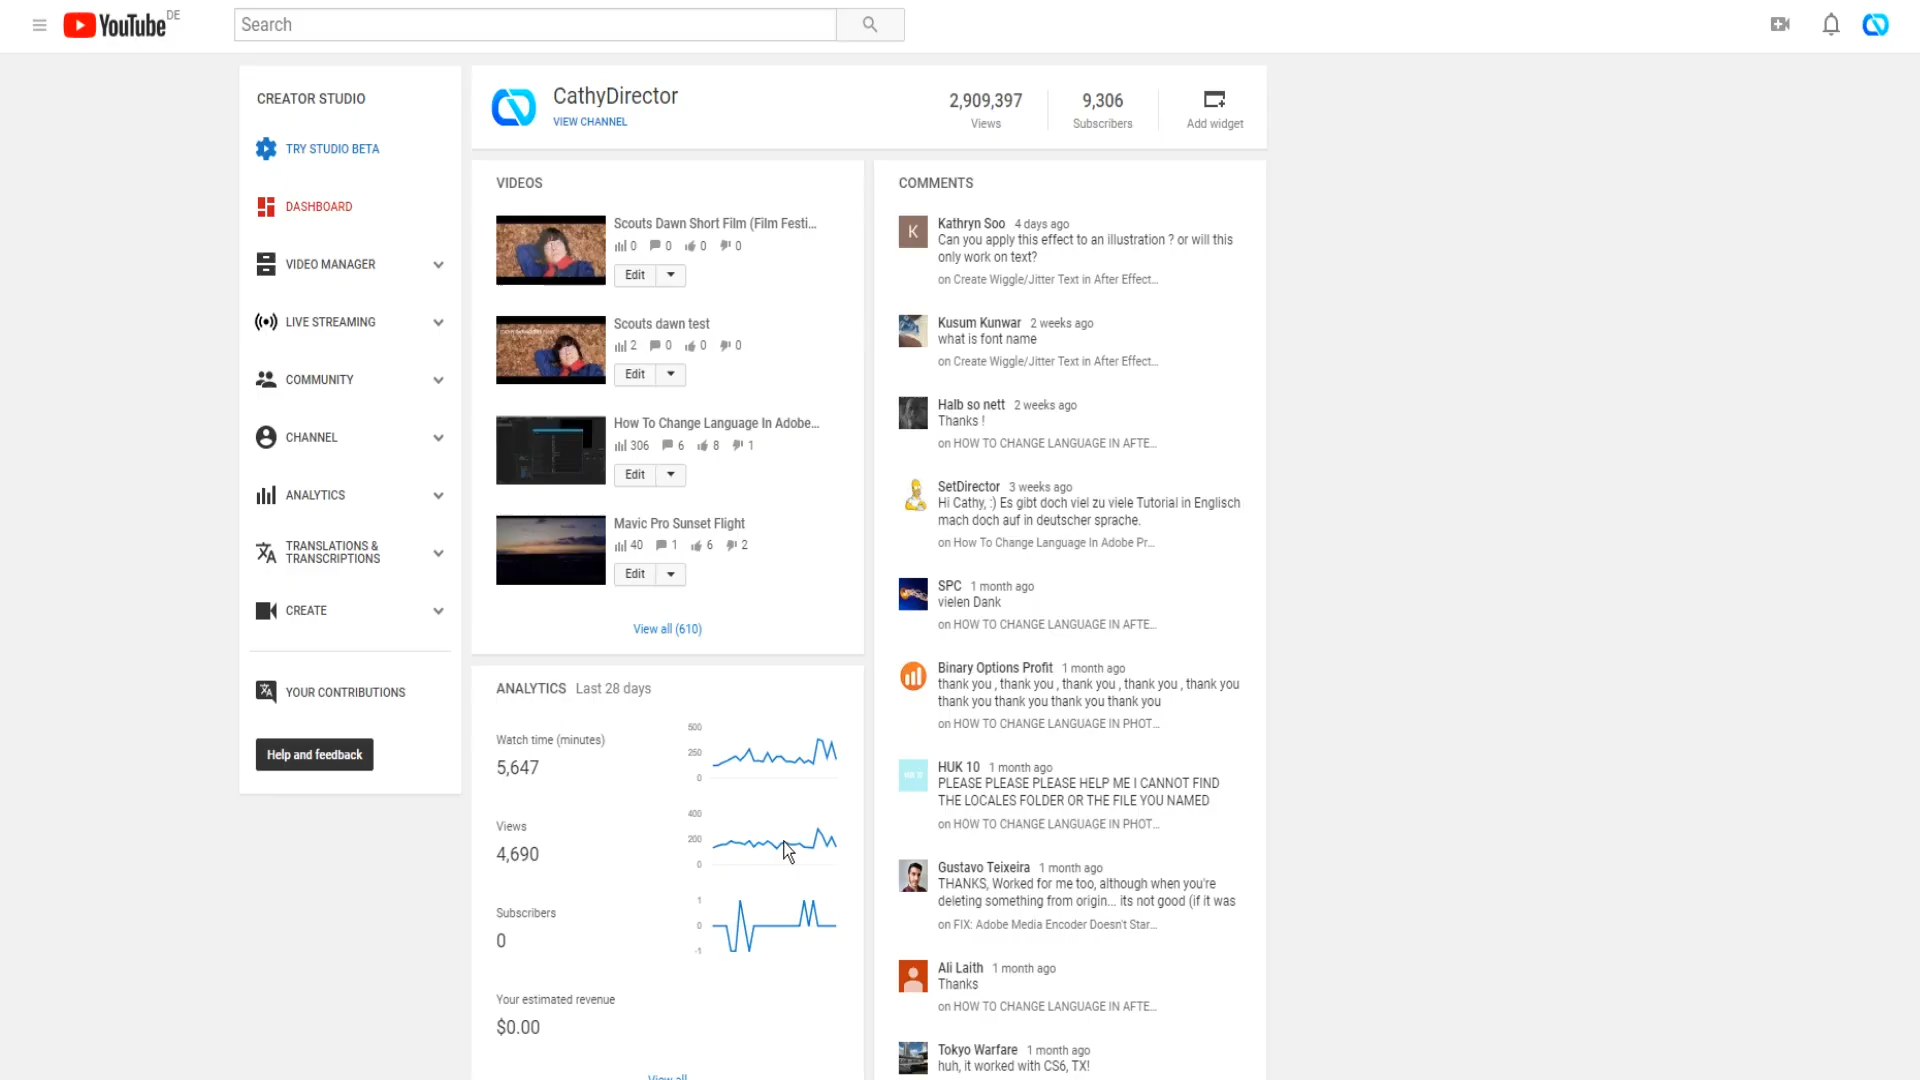 YouTube DE
Search
CREATOR STUDIO
TRY STUDIO BETA
DASHBOARD
VIDEO MANAGER
LIVE STREAMING
COMMUNITY
CHANNEL
ANALYTICS
TRANSLATIONS &
TRANSCRIPTIONS
CREATE
YOUR CONTRIBUTIONS
Help and feedback
CathyDirector
VIEW CHANNEL
2,909,397
Views
9,306
Subscribers
Add widget
VIDEOS
Scouts Dawn Short Film (Film Festi...
0 0 0 0
Edit
Scouts dawn test
2 0 0 0
Edit
How To Change Language In Adobe...
306 6 8 1
Edit
Mavic Pro Sunset Flight
40 1 6 2
Edit
View all (610)
ANALYTICS Last 28 days
Watch time (minutes)
5,647
500
250
0
Views
4,690
400
200
0
Subscribers
0
1
0
-1
Your estimated revenue
$0.00
View all
COMMENTS
K
Kathryn Soo 4 days ago
Can you apply this effect to an illustration ? or will this
only work on text?
on Create Wiggle/Jitter Text in After Effect...
Kusum Kunwar 2 weeks ago
what is font name
on Create Wiggle/Jitter Text in After Effect...
Halb so nett 2 weeks ago
Thanks !
on HOW TO CHANGE LANGUAGE IN AFTE...
SetDirector 3 weeks ago
Hi Cathy, :) Es gibt doch viel zu viele Tutorial in Englisch
mach doch auf in deutscher sprache.
on How To Change Language In Adobe Pr...
SPC 1 month ago
vielen Dank
on HOW TO CHANGE LANGUAGE IN AFTE...
Binary Options Profit 1 month ago
thank you , thank you , thank you , thank you , thank you
thank you thank you thank you thank you
on HOW TO CHANGE LANGUAGE IN PHOT...
HUK 10
HUK 10 1 month ago
PLEASE PLEASE PLEASE HELP ME I CANNOT FIND
THE LOCALES FOLDER OR THE FILE YOU NAMED
on HOW TO CHANGE LANGUAGE IN PHOT...
Gustavo Teixeira 1 month ago
THANKS, Worked for me too, although when you're
deleting something from origin... its not good (if it was
on FIX: Adobe Media Encoder Doesn't Star...
Ali Laith 1 month ago
Thanks
on HOW TO CHANGE LANGUAGE IN AFTE...
Tokyo Warfare 1 month ago
huh, it worked with CS6, TX!